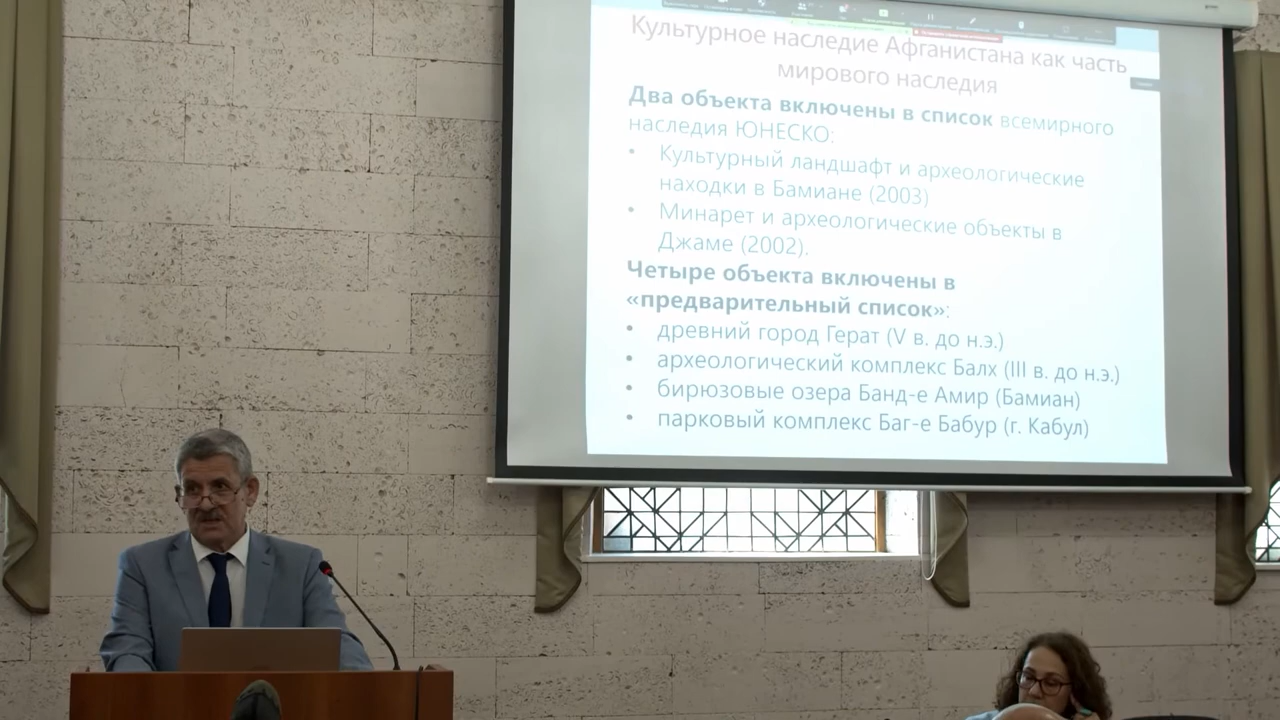 Культурное наследие Афганистана как часть
мирового наследия
Два объекта включены в список всемирного
наследия ЮНЕСКО:
• Культурный ландшафт и археологические
находки в Бамиане (2003)
• Минарет и археологические объекты в
Джаме (2002).
Четыре объекта включены в
«предварительный список»:
• древний город Герат (V в. до н.э.)
• археологический комплекс Балх (III в. до н.э.)
• бирюзовые озера Банд-е Амир (Бамиан)
• парковый комплекс Баг-е Бабур (г. Кабул)